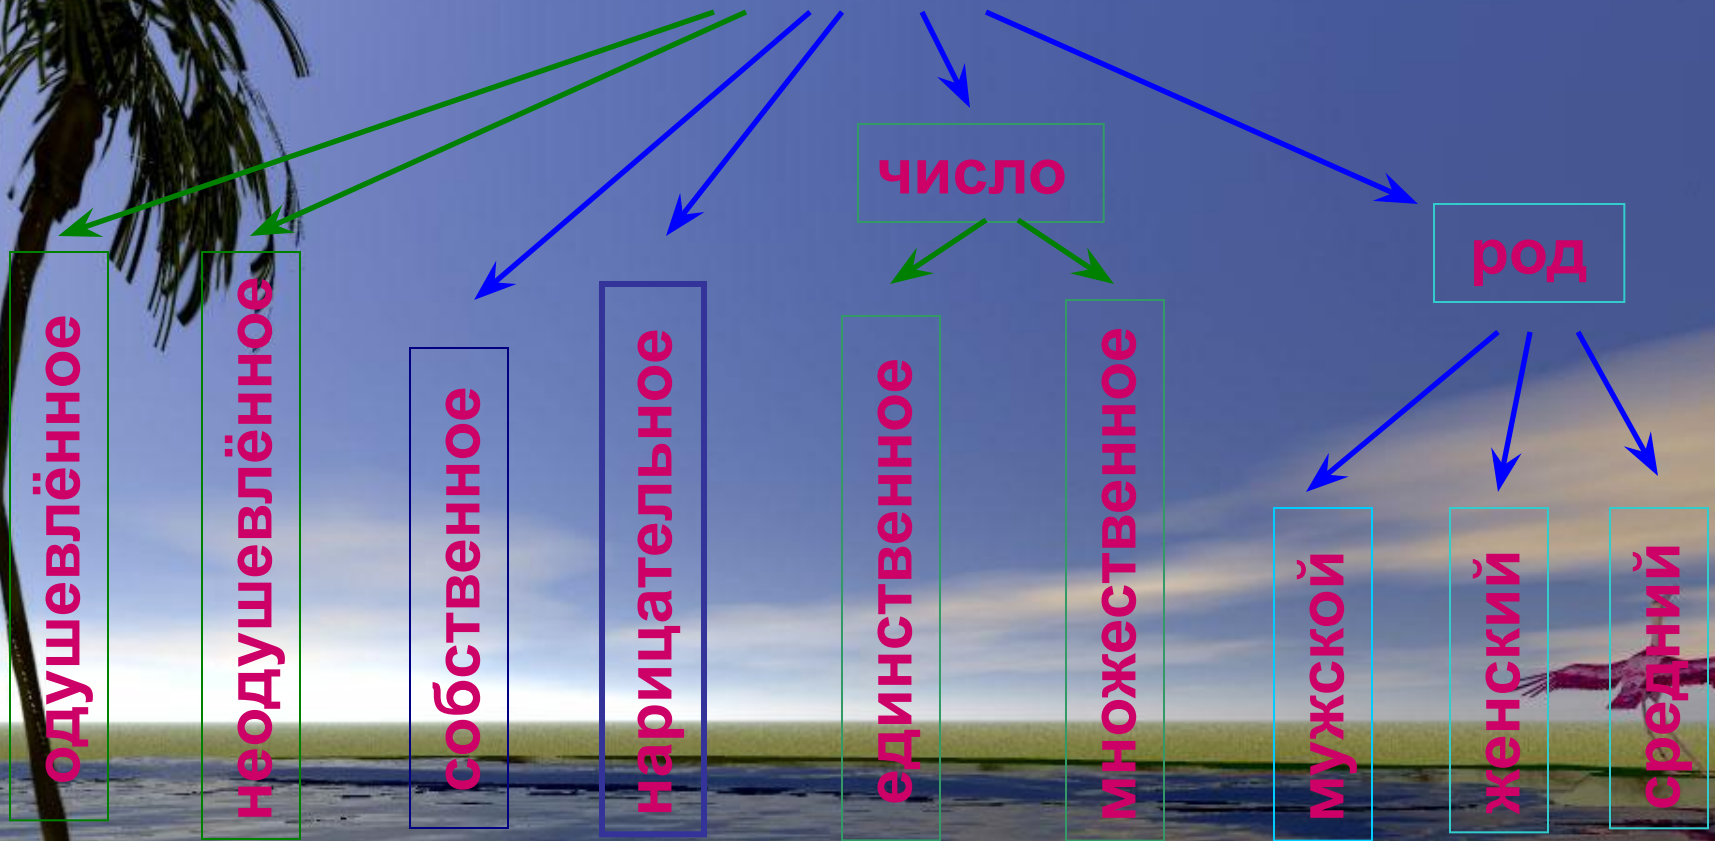 число
род
одушевлённое
неодушевлённое
собственное
нарицательное
единственное
множественное
мужской
женский
средний